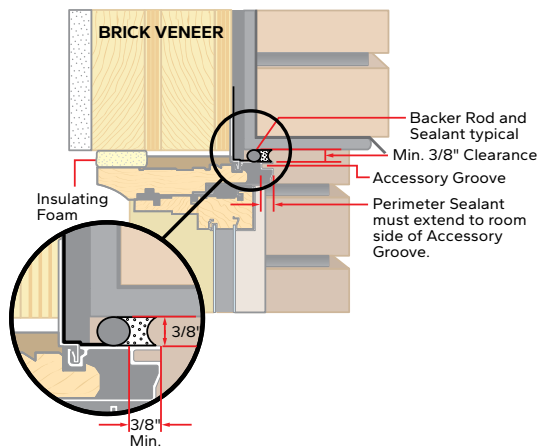 BRICK VENEER
Backer Rod and
Sealant typical
Min. 3/8" Clearance
Accessory Groove
Perimeter Sealant
must extend to room
side of Accessory
Groove.
Insulating
Foam
3/8"
3/8"
Min.